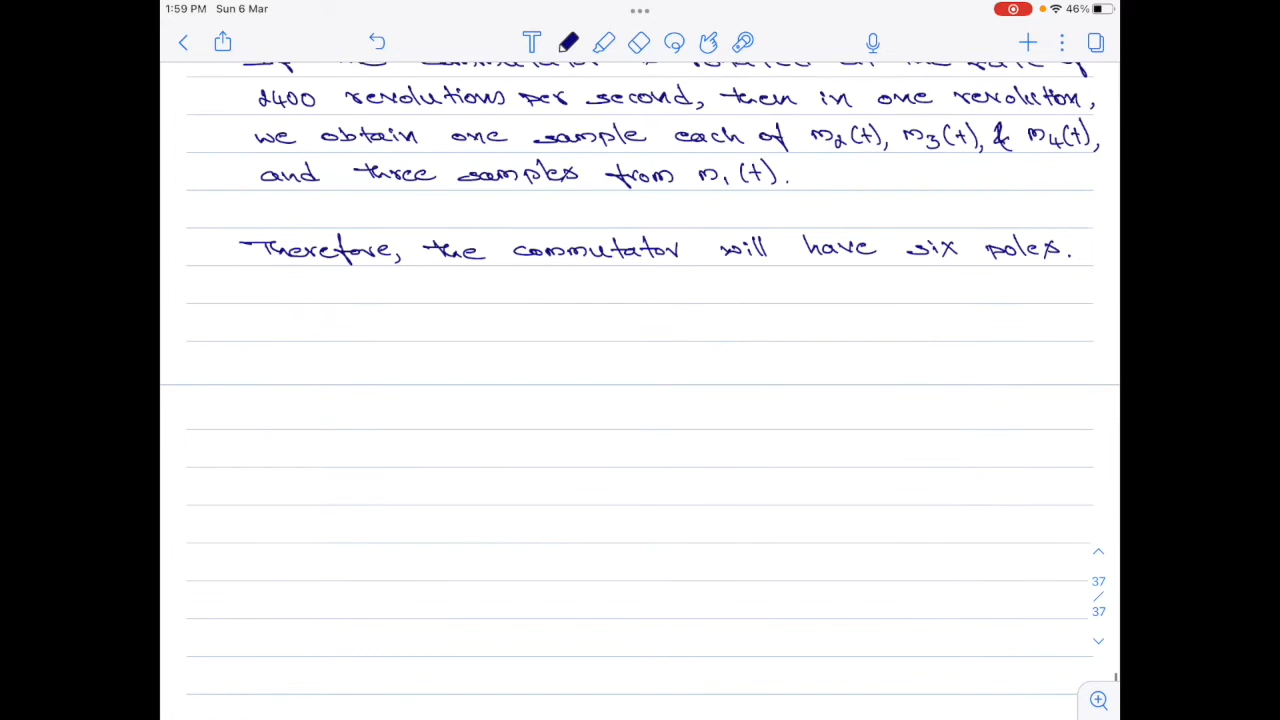 1:59 PM Sun 6 Mar
46%
T
2400 revolutions per second, then in one revolution,
we obtain one sample each of m2(t), m3(t), & m4(t),
and three samples from m1(t).
Therefore, the commutator will have six poles.
37
/
37